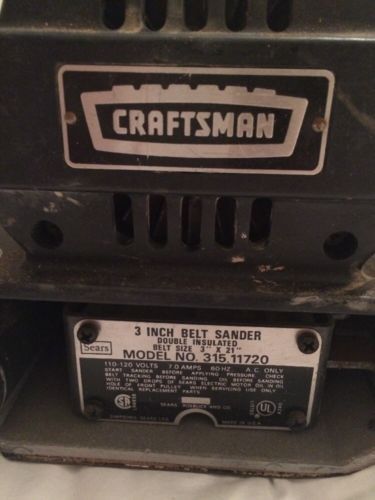 CRAFTSMAN
Sears
3 INCH BELT SANDER
DOUBLE INSULATED
BELT SIZE 3" X 21"
MODEL NO. 315.11720
110-120 VOLTS 7.0 AMPS 60 HZ A.C. ONLY
START SANDER BEFORE APPLYING PRESSURE CHECK
BELT TRACKING BEFORE SANDING OIL BEFORE SANDING
WITH TWO DROPS OF SEARS ELECTRIC MOTOR OIL IN OIL
HOLE OF FRONT PULLEY WHEN SERVICING USE ONLY
IDENTICAL REPLACEMENT PARTS
SEARS, ROEBUCK AND CO.
UL
SIMPSONS-SEARS LTD.
MADE IN U.S.A.